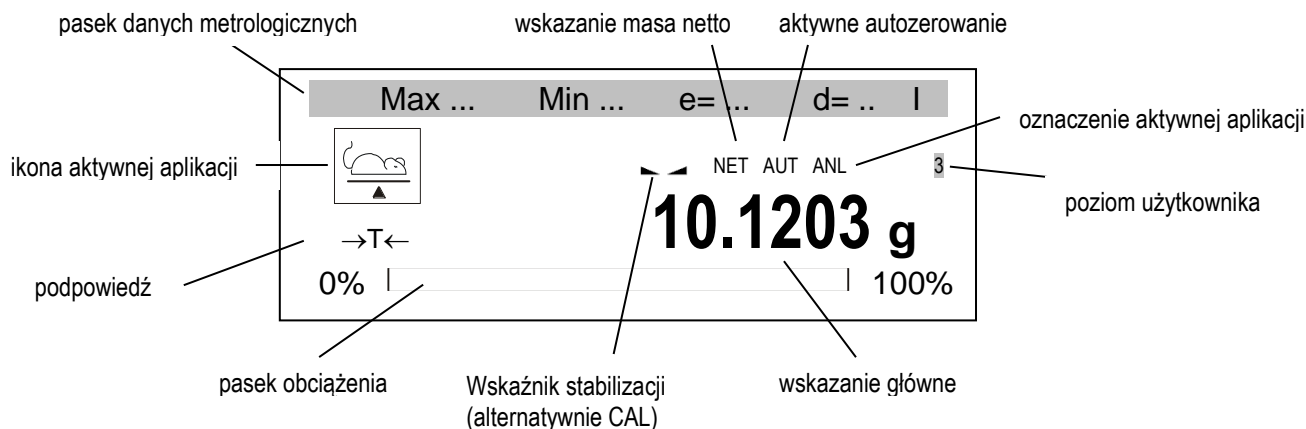 pasek danych metrologicznych
wskazanie masa netto
aktywne autozerowanie
Max ... Min ... e= ... d= .. I
oznaczenie aktywnej aplikacji
ikona aktywnej aplikacji
NET AUT ANL
3
poziom użytkownika
10.1203 g
→T←
podpowiedź
0% 100%
pasek obciążenia
Wskaźnik stabilizacji
(alternatywnie CAL)
wskazanie główne